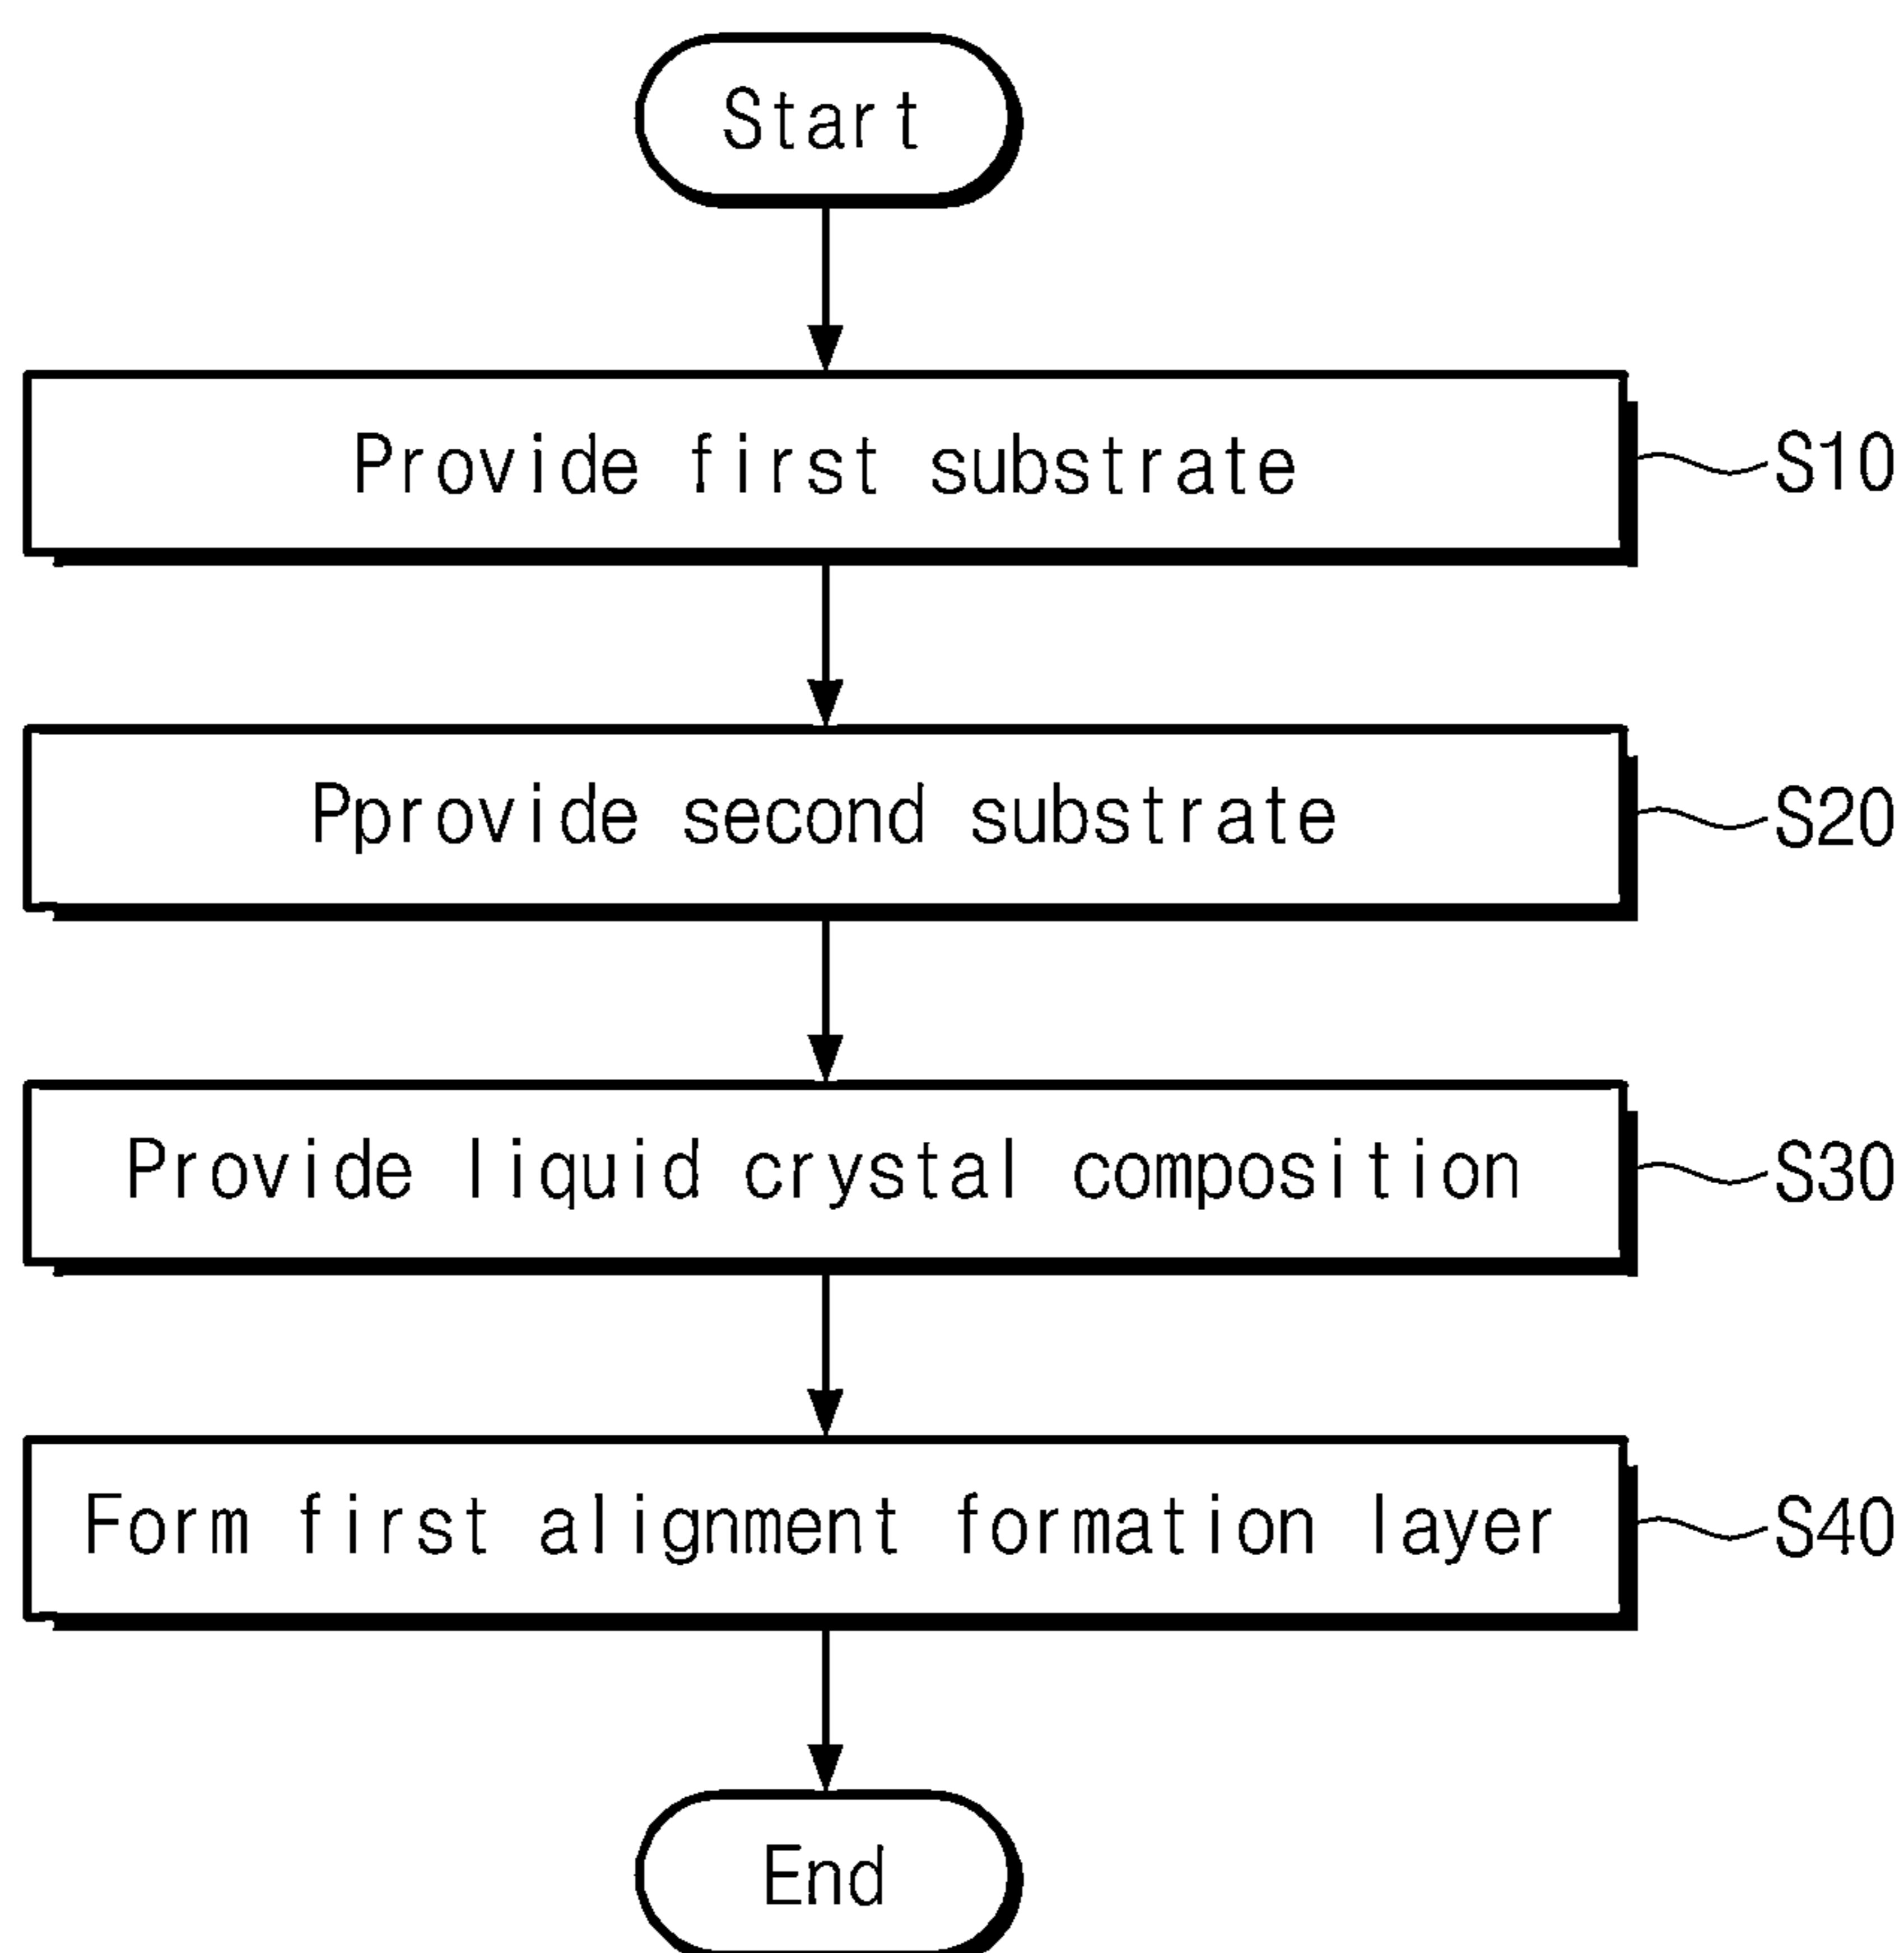 Start
Provide first substrate
S10
Pprovide second substrate
S20
Provide liquid crystal composition
S30
Form first alignment formation layer
S40
End